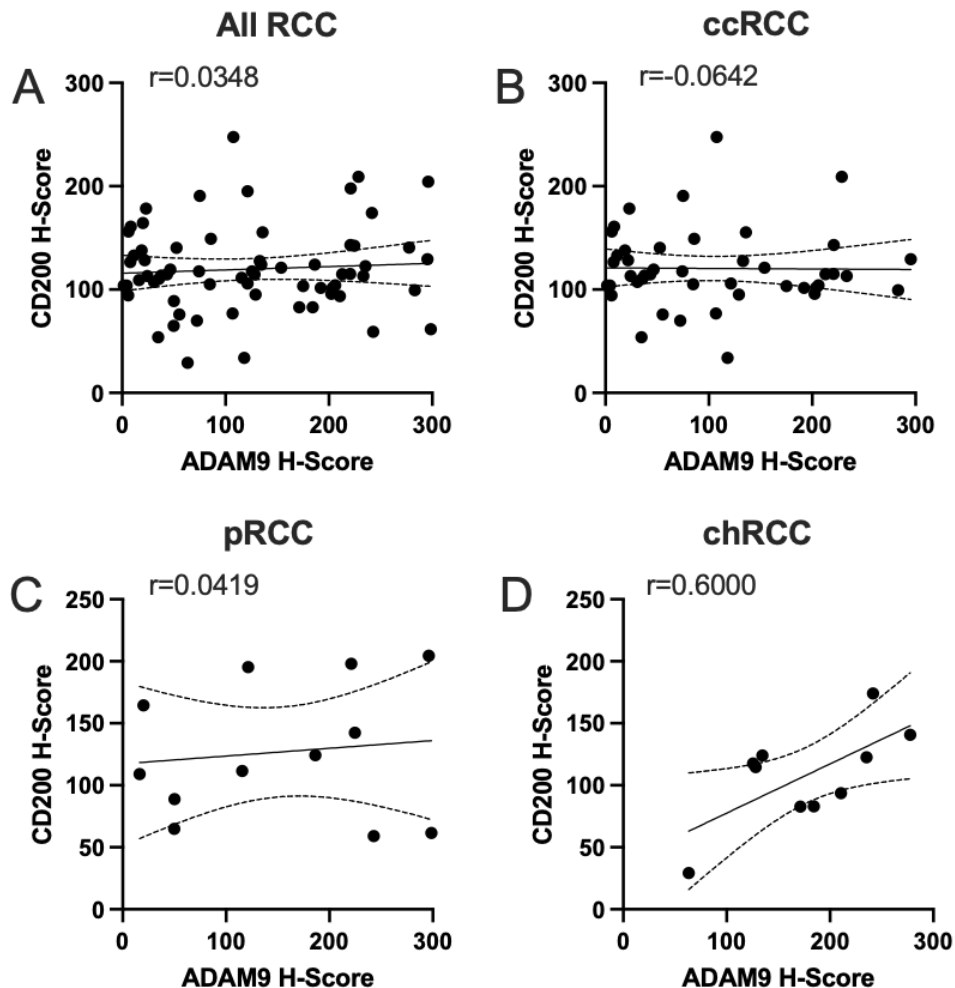 All RCC
A
r=0.0348
300
200
100
0
CD200 H-Score
0 100 200 300
ADAM9 H-Score
ccRCC
B
r=-0.0642
300
200
100
0
CD200 H-Score
0 100 200 300
ADAM9 H-Score
pRCC
C
r=0.0419
250
200
150
100
50
0
CD200 H-Score
0 100 200 300
ADAM9 H-Score
chRCC
D
r=0.6000
250
200
150
100
50
0
CD200 H-Score
0 100 200 300
ADAM9 H-Score